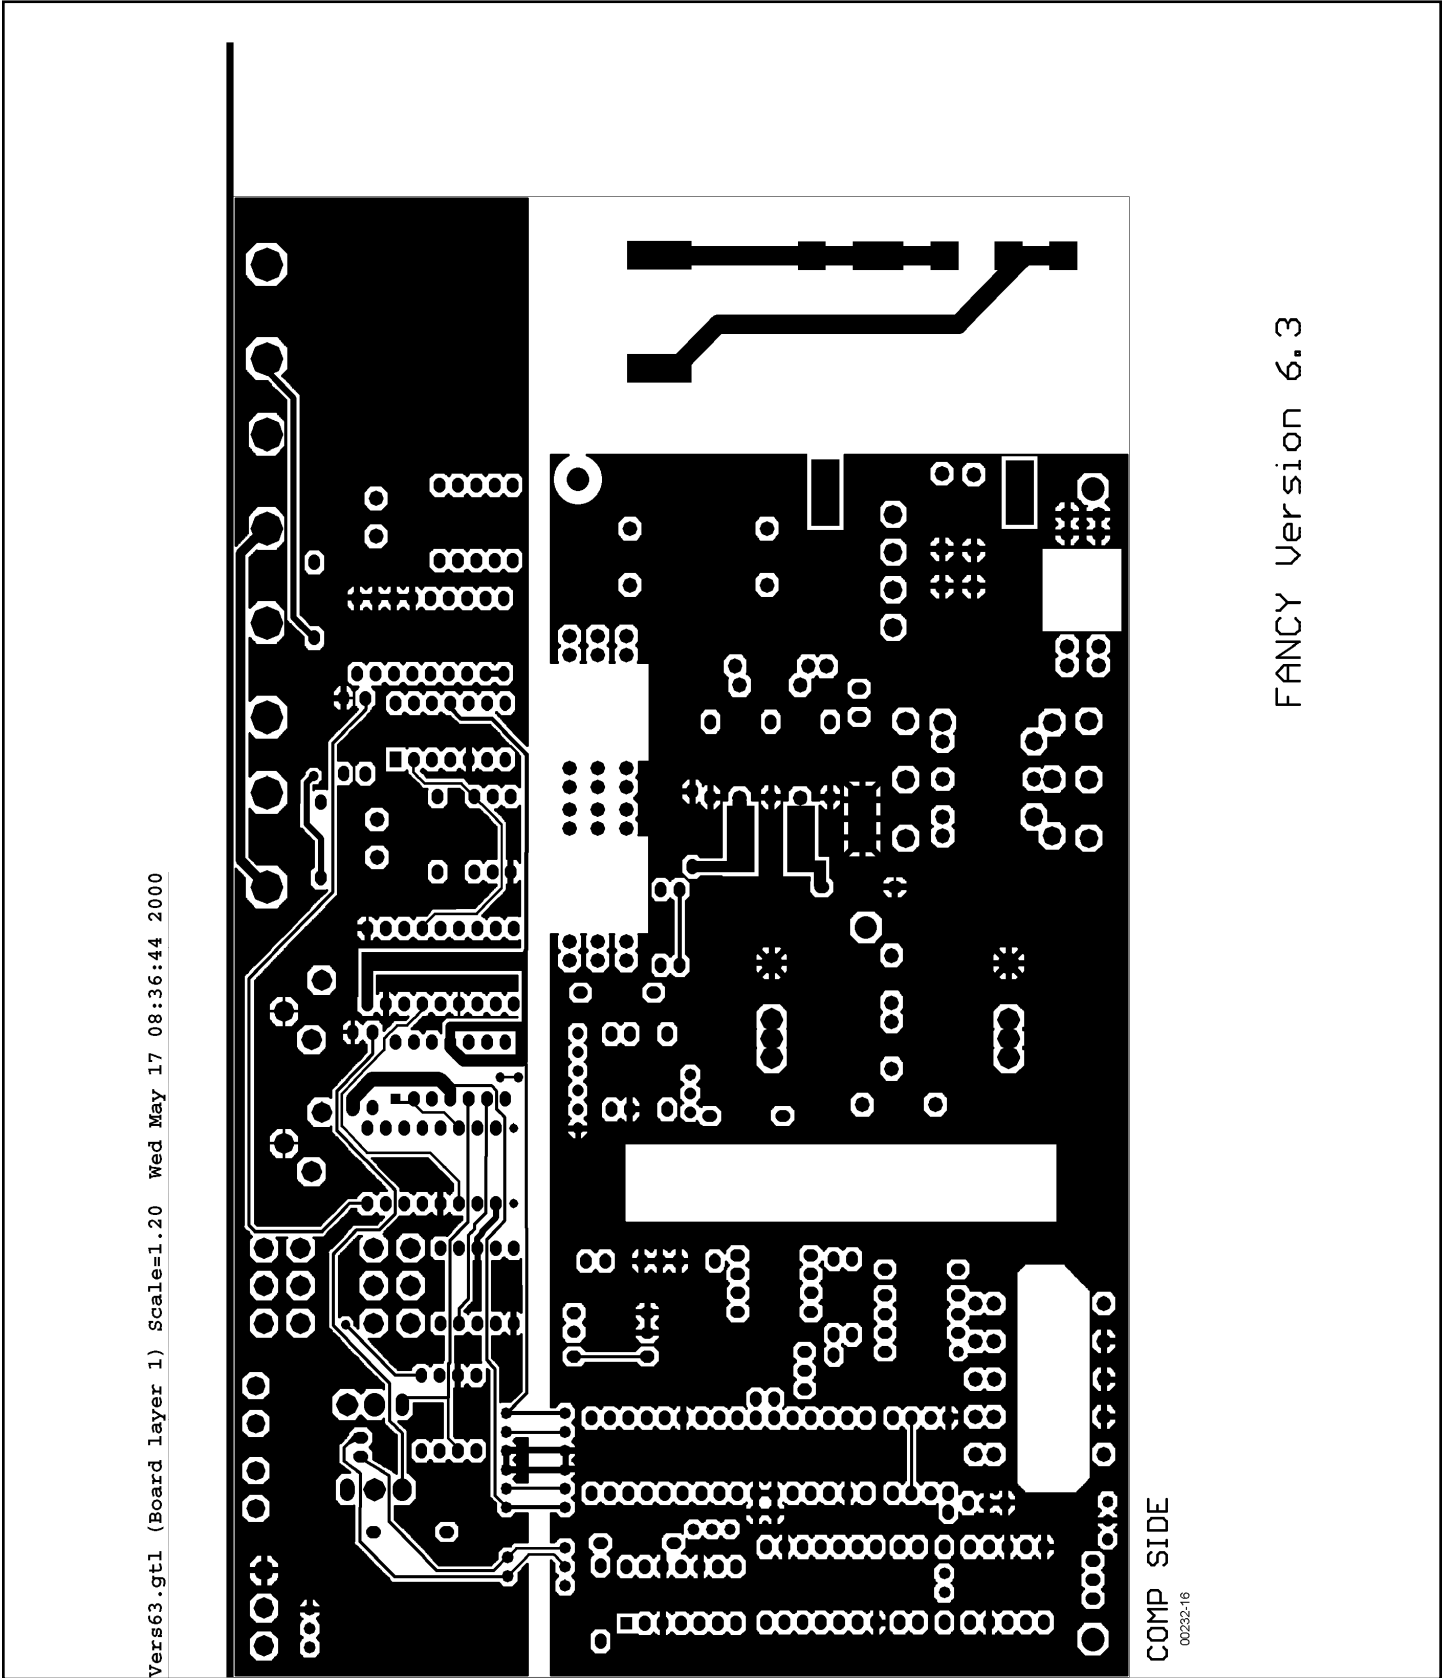 Vers63.gtl (Board layer 1) Scale=1.20 Wed May 17 08:36:44 2000
FANCY Version 6.3
COMP SIDE
00232-16